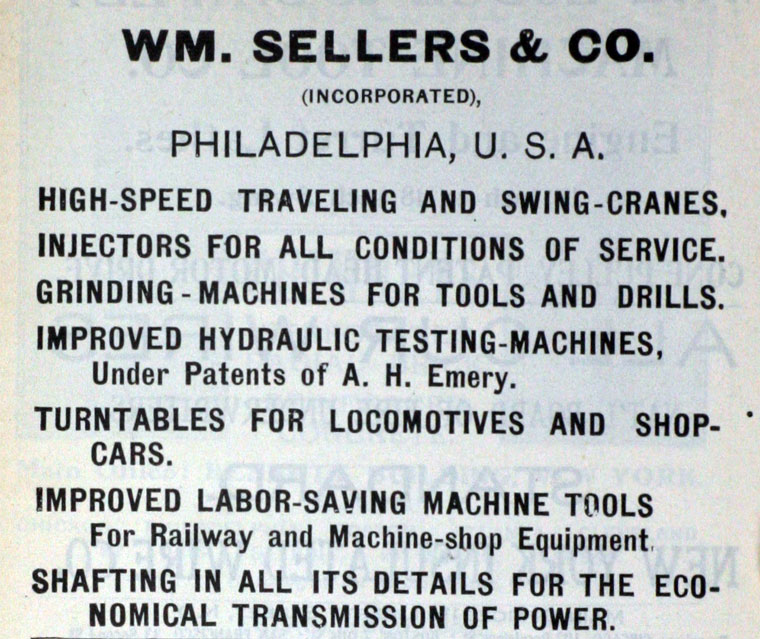 WM. SELLERS & CO.
(INCORPORATED),
PHILADELPHIA, U. S. A.
HIGH-SPEED TRAVELING AND SWING-CRANES,
INJECTORS FOR ALL CONDITIONS OF SERVICE.
GRINDING-MACHINES FOR TOOLS AND DRILLS.
IMPROVED HYDRAULIC TESTING-MACHINES,
Under Patents of A. H. Emery.
TURNTABLES FOR LOCOMOTIVES AND SHOP-
CARS.
IMPROVED LABOR-SAVING MACHINE TOOLS
For Railway and Machine-shop Equipment,
SHAFTING IN ALL ITS DETAILS FOR THE ECO-
NOMICAL TRANSMISSION OF POWER.